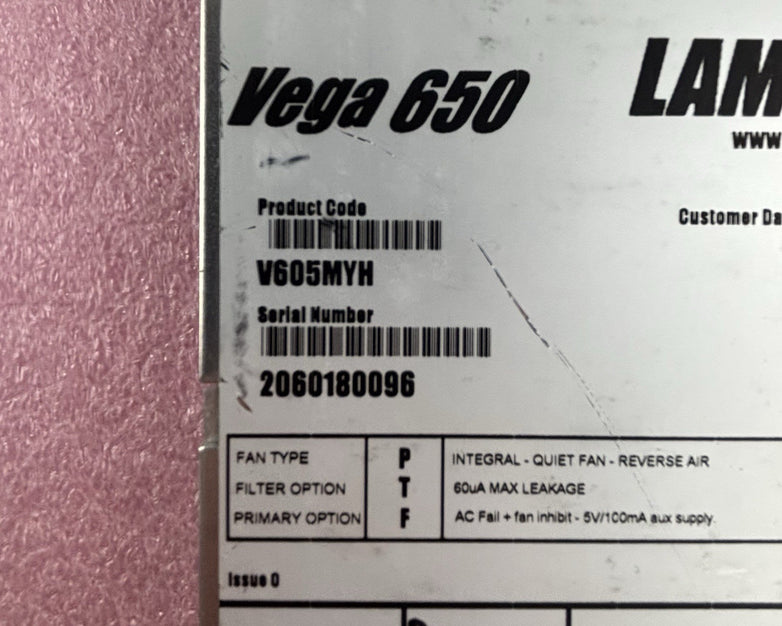 Vega 650
LAM
www
Product Code
Customer Da
V605MYH
Serial Number
2060180096
FAN TYPE P INTEGRAL - QUIET FAN - REVERSE AIR
FILTER OPTION T 60uA MAX LEAKAGE
PRIMARY OPTION F AC Fail + fan inhibit - 5V/100mA aux supply.
Issue 0